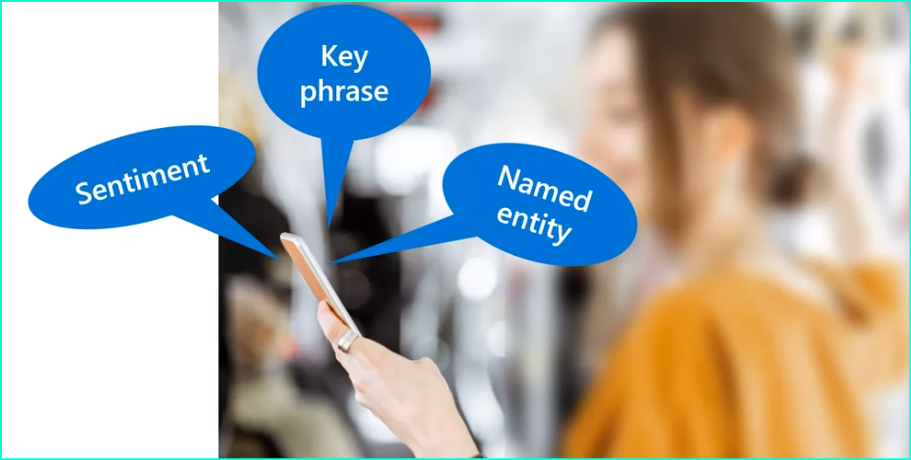 Key
phrase
Sentiment
Named
entity